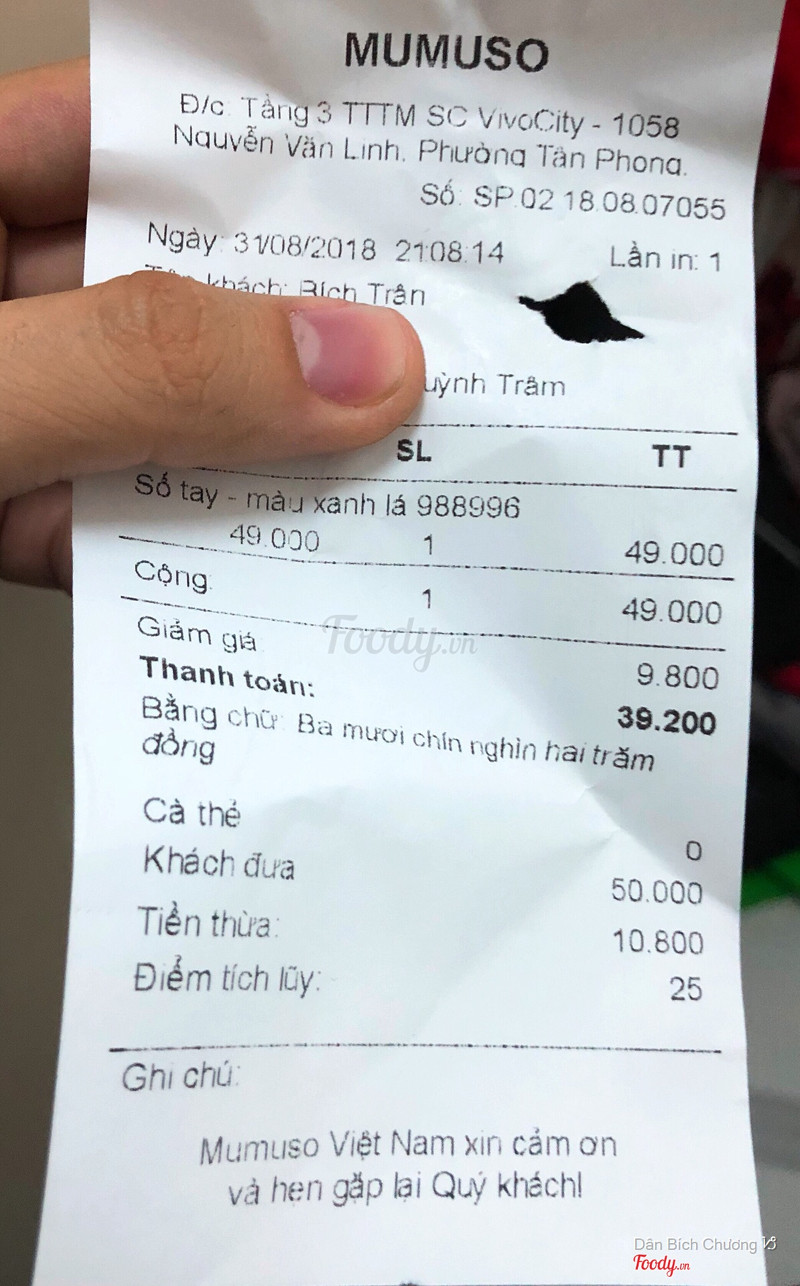 MUMUSO
Đ/c: Tầng 3 TTTM SC VivoCity - 1058
Nguyễn Văn Linh, Phường Tân Phong,
Số: SP.02 18.08.07055
Ngày: 31/08/2018 21:08:14 Lần in: 1
khách: Bích Trân
uỳnh Trâm
SL TT
Sổ tay - màu xanh lá 988996
49.000 1 49.000
Cộng: 1 49.000
Giảm giá 9.800
Thanh toán: 39.200
Bằng chữ: Ba mươi chín nghìn hai trăm
đồng
Cà thẻ 0
Khách đưa 50.000
Tiền thừa: 10.800
Điểm tích lũy: 25
Ghi chú:
Mumuso Việt Nam xin cảm ơn
và hẹn gặp lại Quý khách!
Foody.vn
Dân Bích Chương
Foody.vn